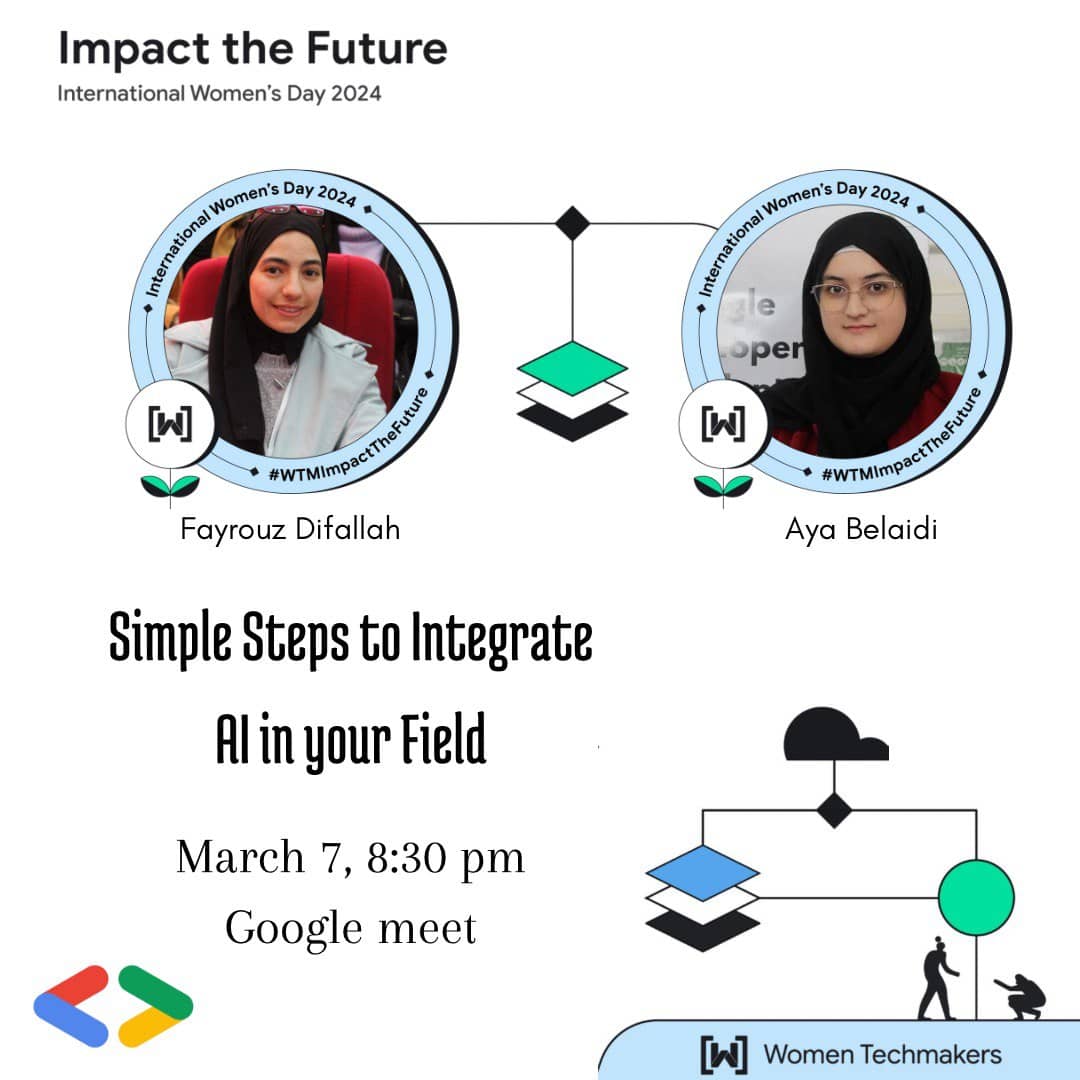 Impact the Future
International Women's Day 2024
International Women's Day 2024
#WTMImpactTheFuture
[W]
Fayrouz Difallah
International Women's Day 2024
#WTMImpactTheFuture
[W]
Aya Belaidi
Simple Steps to Integrate
AI in your Field
March 7, 8:30 pm
Google meet
[W] Women Techmakers